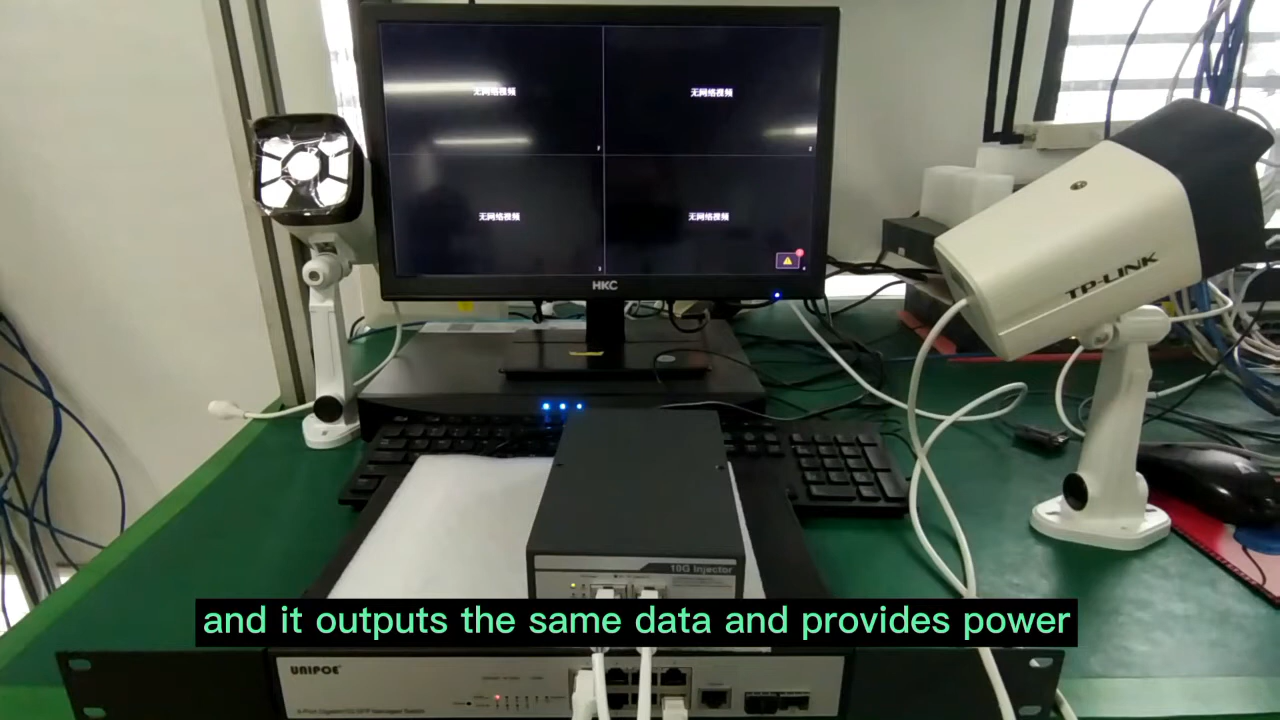 无网络视频
无网络视频
无网络视频
无网络视频
HKC
TP-LINK
10G Injector
and it outputs the same data and provides power
UNIPOE